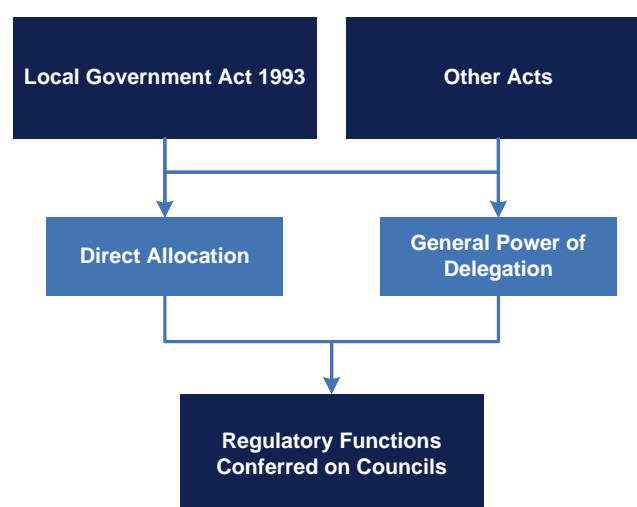 Local Government Act 1993
Other Acts
Direct Allocation
General Power of
Delegation
Regulatory Functions
Conferred on Councils